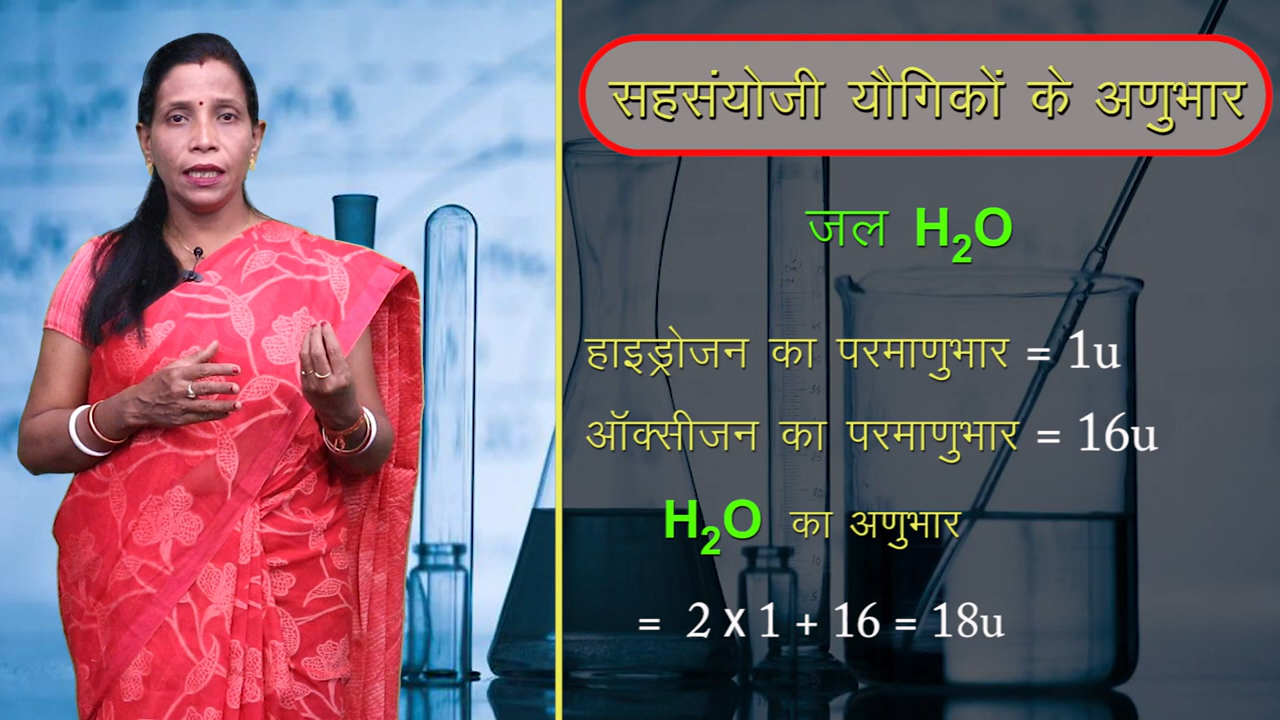 सहसंयोजी यौगिकों के अणुभार
जल H₂O
हाइड्रोजन का परमाणुभार = 1u
ऑक्सीजन का परमाणुभार = 16u
H₂O का अणुभार
= 2 x 1 + 16 = 18u